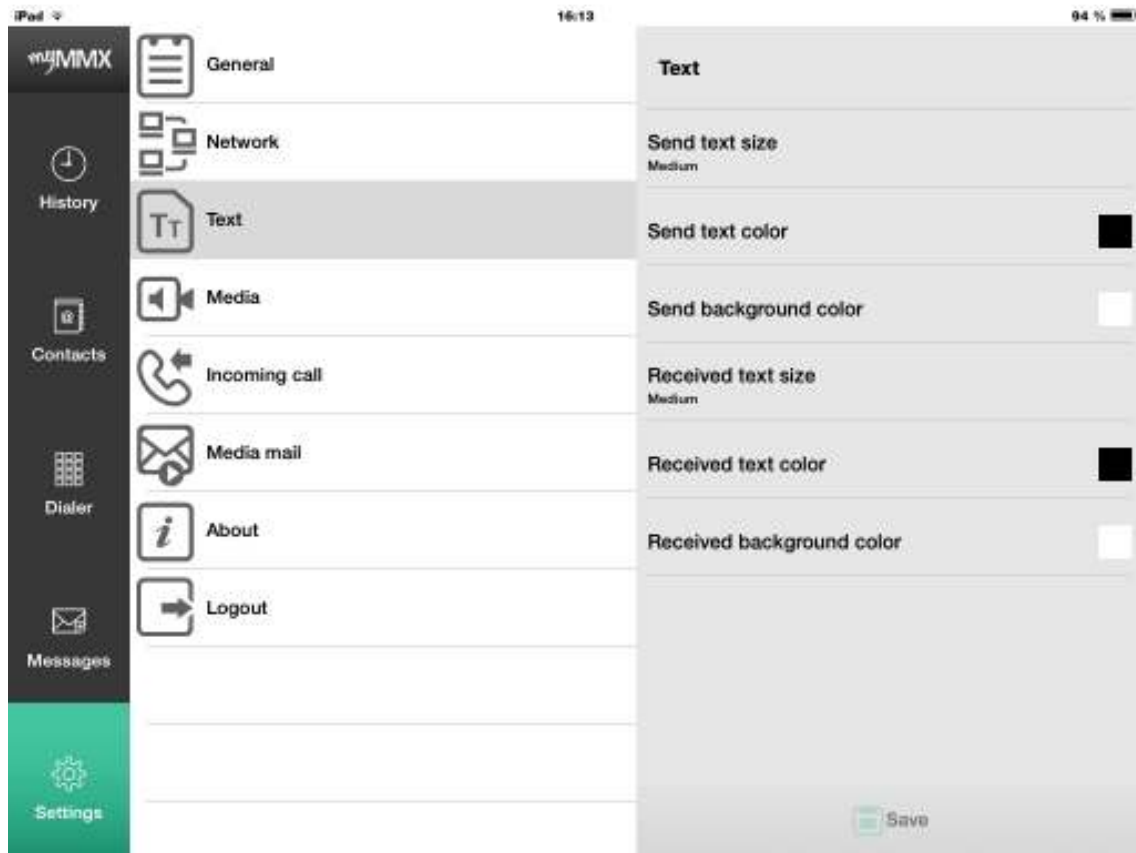 iPad
16:13
94 %
myMMX
History
Contacts
Dialer
Messages
Settings
General
Network
Text
Media
Incoming call
Media mail
About
Logout
Text
Send text size
Medium
Send text color
Send background color
Received text size
Medium
Received text color
Received background color
Save